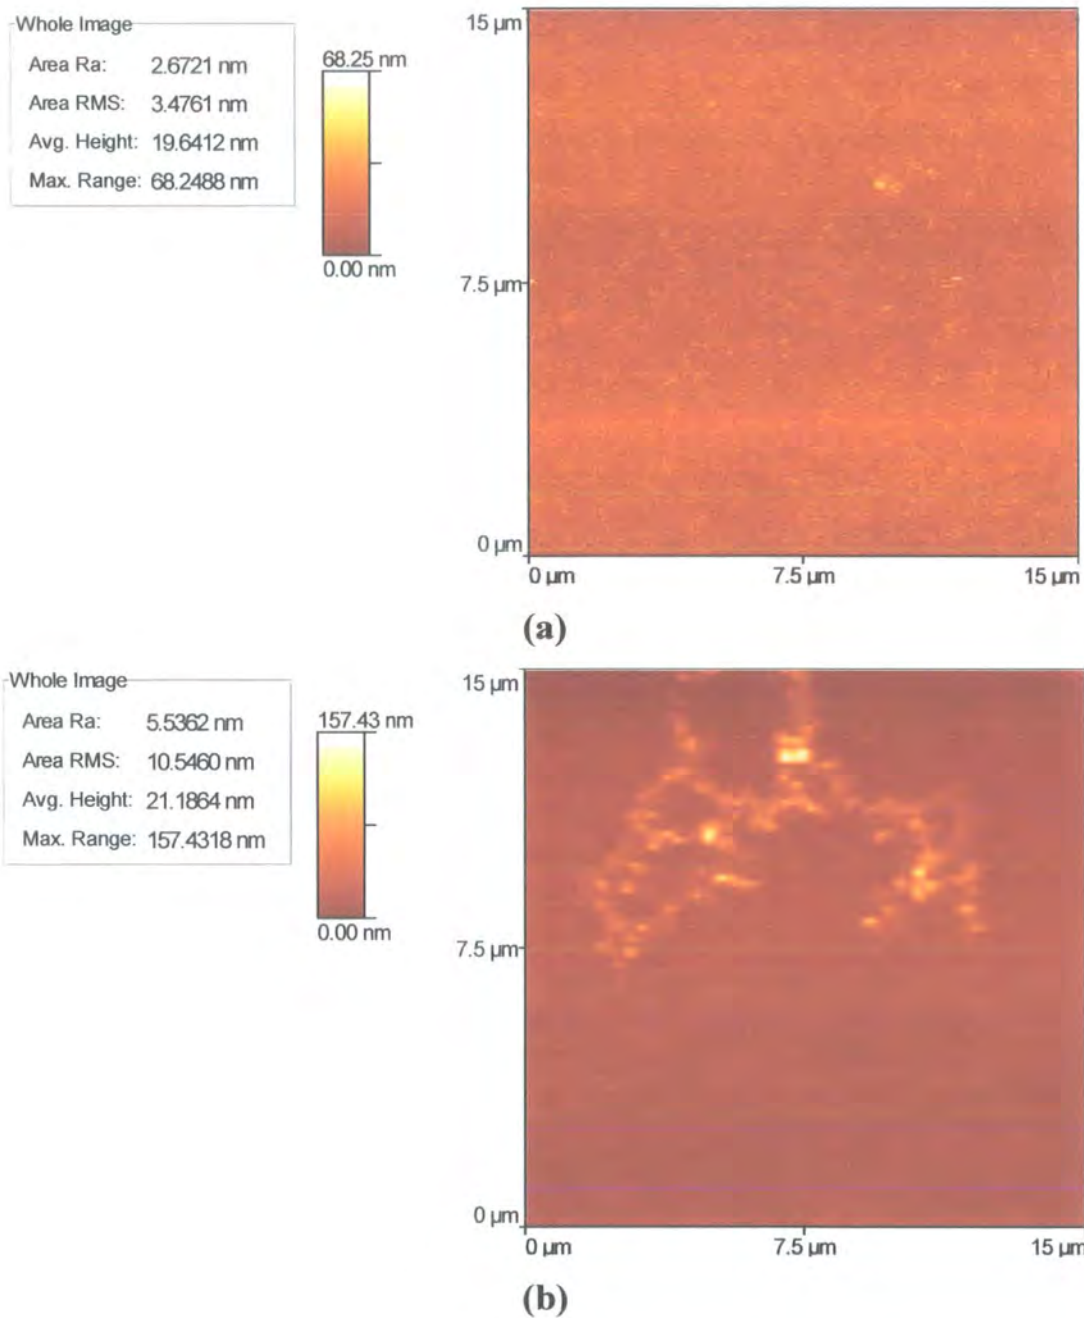 Whole Image
Area Ra: 2.6721 nm
Area RMS: 3.4761 nm
Avg. Height: 19.6412 nm
Max. Range: 68.2488 nm
68.25 nm
0.00 nm
15 µm
7.5 µm
0 µm
0 µm 7.5 µm 15 µm
(a)
Whole Image
Area Ra: 5.5362 nm
Area RMS: 10.5460 nm
Avg. Height: 21.1864 nm
Max. Range: 157.4318 nm
157.43 nm
0.00 nm
15 µm
7.5 µm
0 µm
0 µm 7.5 µm 15 µm
(b)